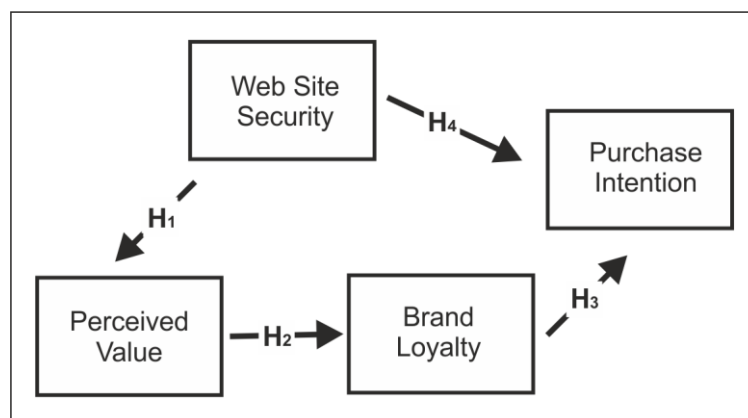 Web Site
Security
H4
Purchase
Intention
H1
Perceived
Value
H2
Brand
Loyalty
H3